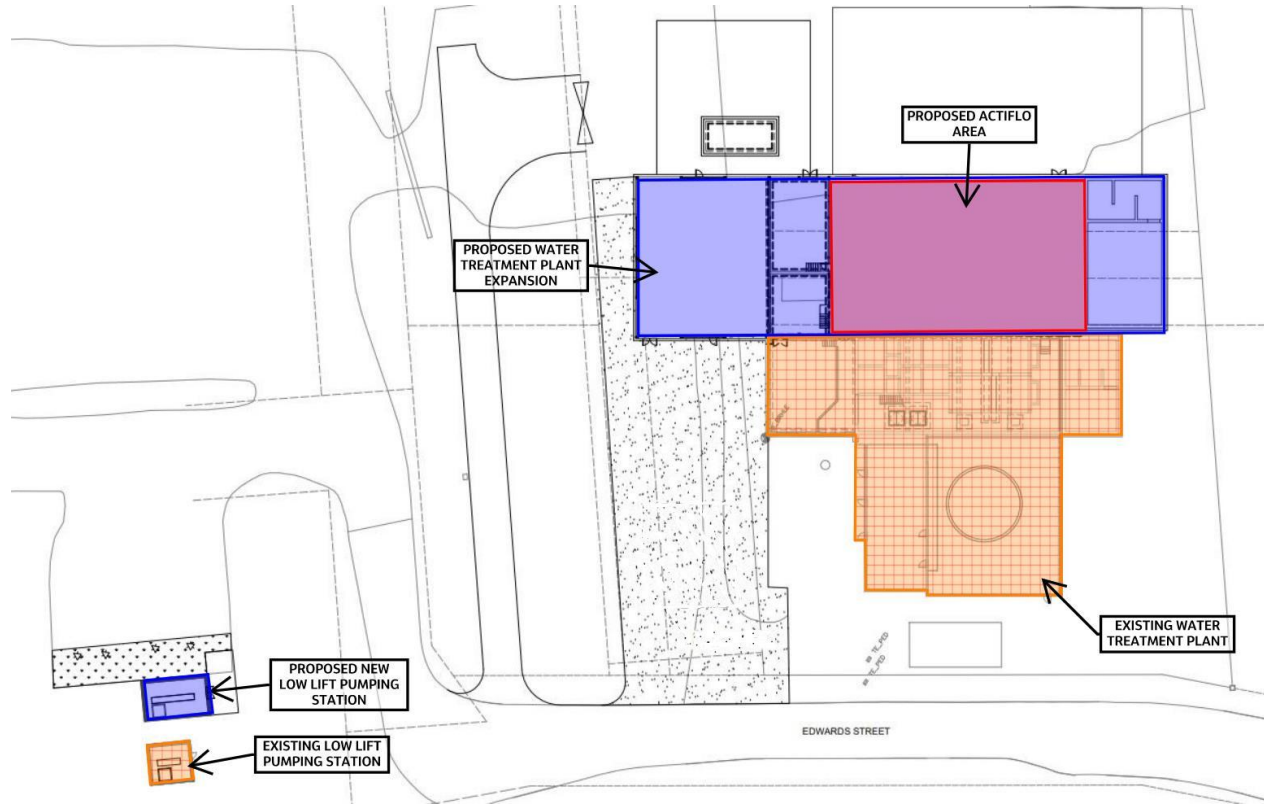 PROPOSED ACTIFLO
AREA
PROPOSED WATER
TREATMENT PLANT
EXPANSION
EXISTING WATER
TREATMENT PLANT
PROPOSED NEW
LOW LIFT PUMPING
STATION
EDWARDS STREET
EXISTING LOW LIFT
PUMPING STATION